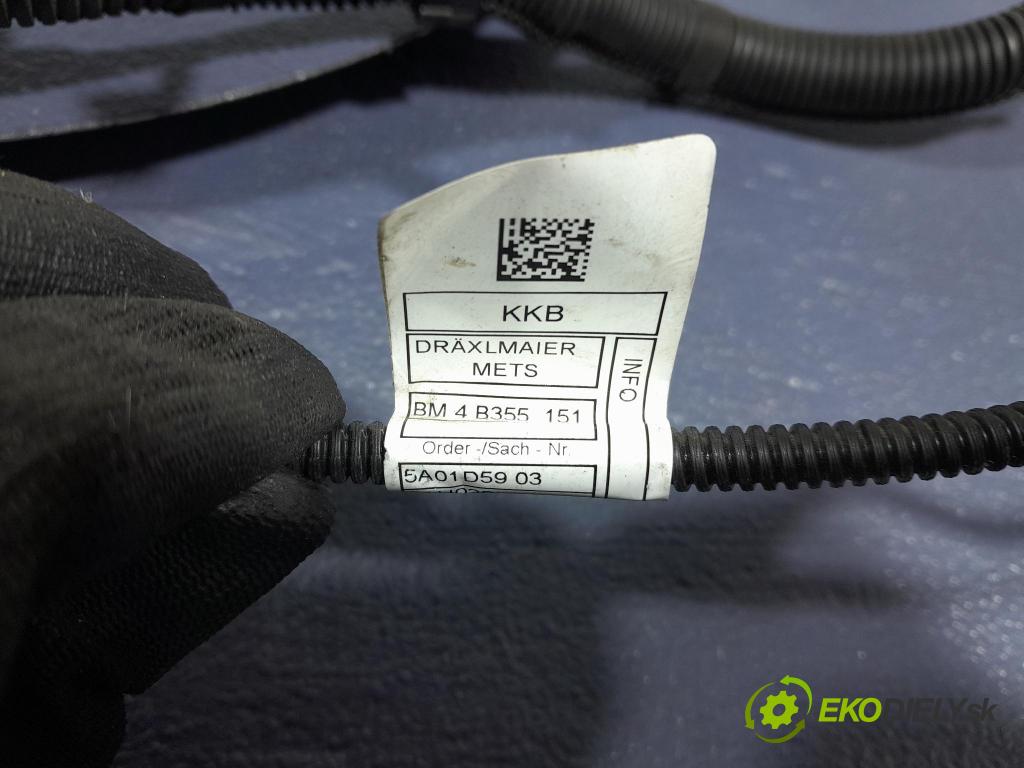 KKB
DRÄXLMAIER
METS
INFO
BM 4 B355 151
Order -/Sach - Nr.
5A01D59 03
EKODIELY.sk